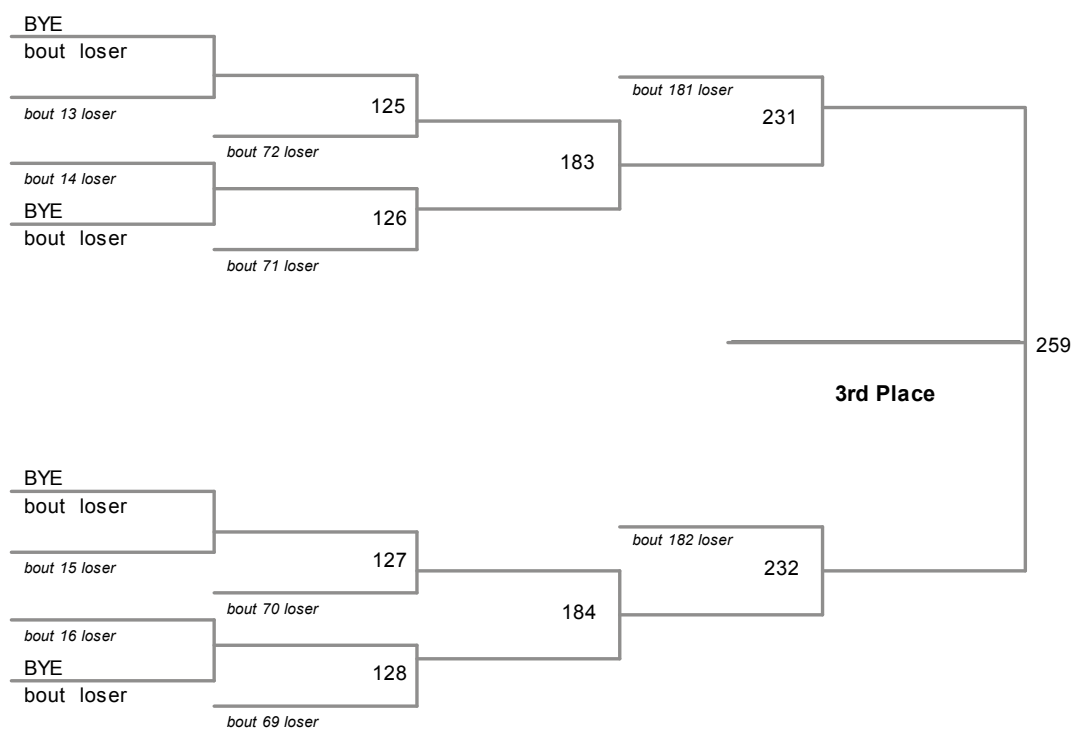 BYE
bout loser
bout 13 loser
125
bout 72 loser
bout 14 loser
BYE
bout loser
126
bout 71 loser
183
bout 181 loser
231
259
3rd Place
BYE
bout loser
bout 15 loser
127
bout 70 loser
bout 16 loser
BYE
bout loser
128
bout 69 loser
184
bout 182 loser
232